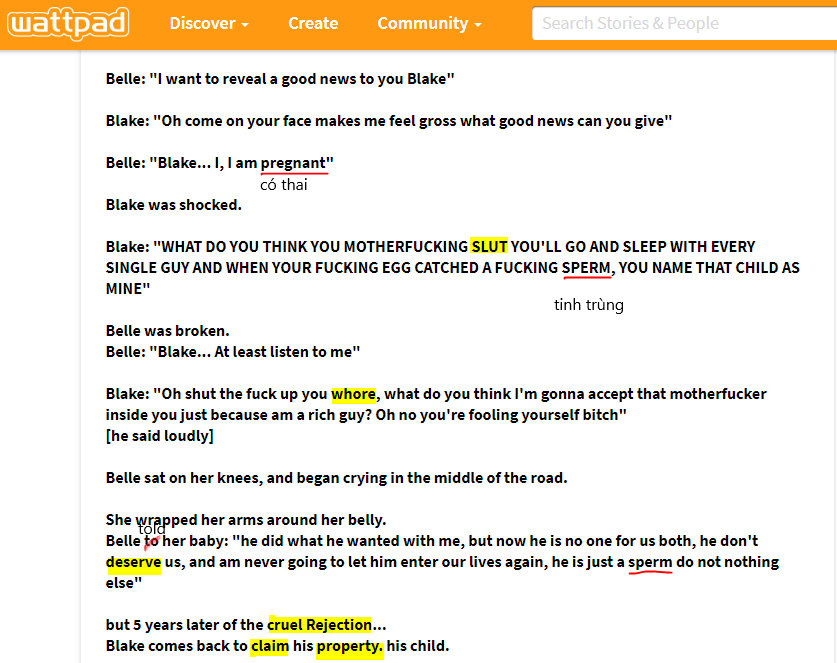 wattpad Discover Create Community Search Stories & People
Belle: "I want to reveal a good news to you Blake"
Blake: "Oh come on your face makes me feel gross what good news can you give"
Belle: "Blake... I, I am pregnant"
có thai
Blake was shocked.
Blake: "WHAT DO YOU THINK YOU MOTHERFUCKING SLUT YOU'LL GO AND SLEEP WITH EVERY
SINGLE GUY AND WHEN YOUR FUCKING EGG CATCHED A FUCKING SPERM, YOU NAME THAT CHILD AS
MINE"
tinh trùng
Belle was broken.
Belle: "Blake... At least listen to me"
Blake: "Oh shut the fuck up you whore, what do you think I'm gonna accept that motherfucker
inside you just because am a rich guy? Oh no you're fooling yourself bitch"
[he said loudly]
Belle sat on her knees, and began crying in the middle of the road.
She wrapped her arms around her belly.
told
Belle to her baby: "he did what he wanted with me, but now he is no one for us both, he don't
deserve us, and am never going to let him enter our lives again, he is just a sperm do not nothing
else"
but 5 years later of the cruel Rejection...
Blake comes back to claim his property. his child.